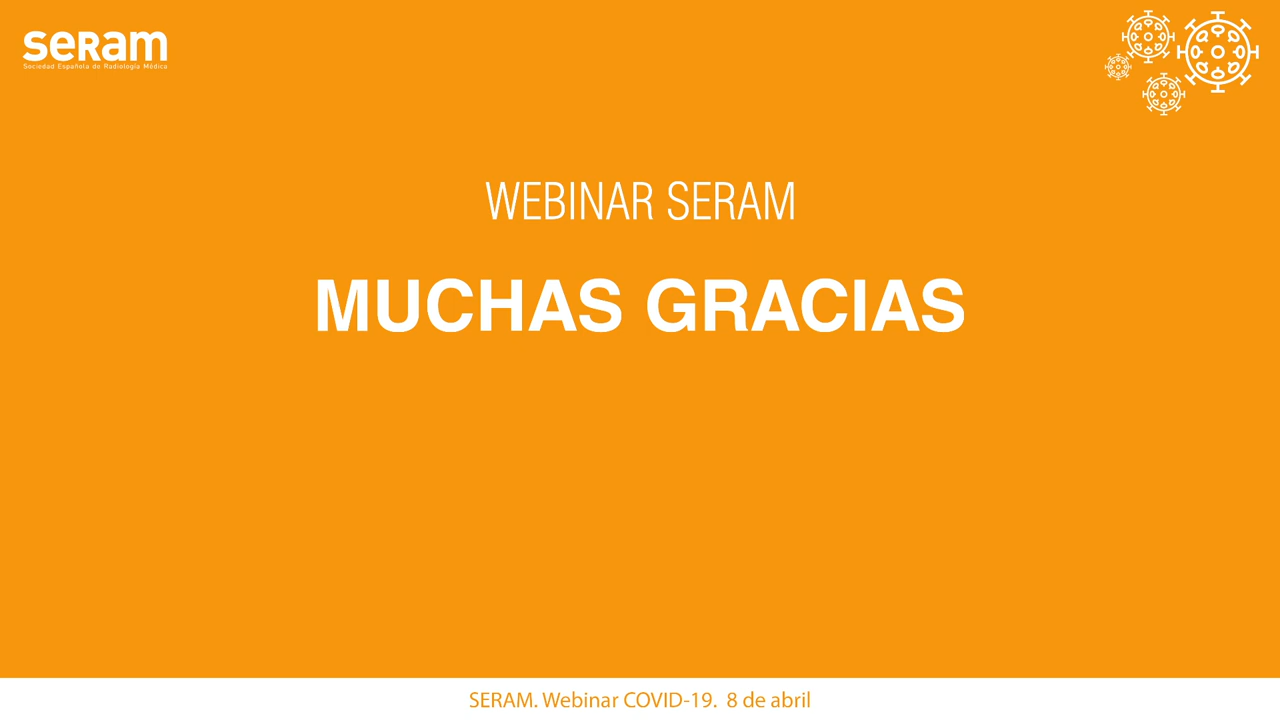 seRam
Sociedad Española de Radiología Médica
WEBINAR SERAM
MUCHAS GRACIAS
SERAM. Webinar COVID-19. 8 de abril